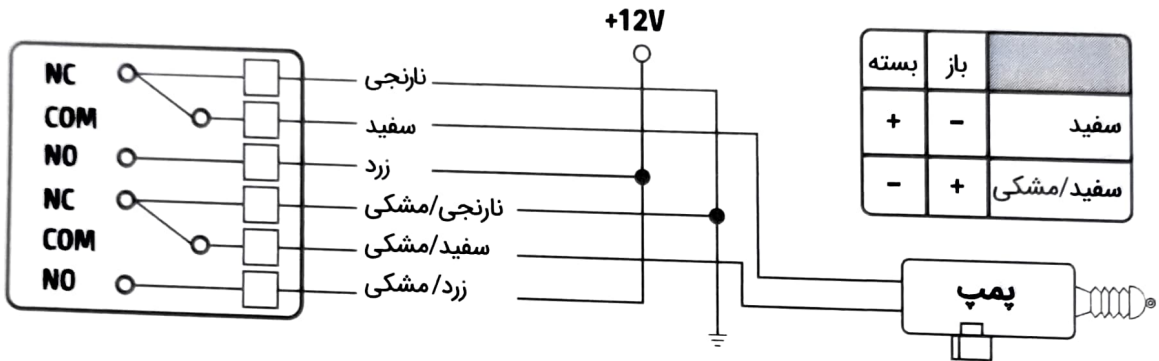 +12V
NC نارنجی
COM سفید
NO زرد
NC نارنجی/مشکی
COM سفید/مشکی
NO زرد/مشکی
باز بسته
سفید - +
سفید/مشکی + -
پمپ